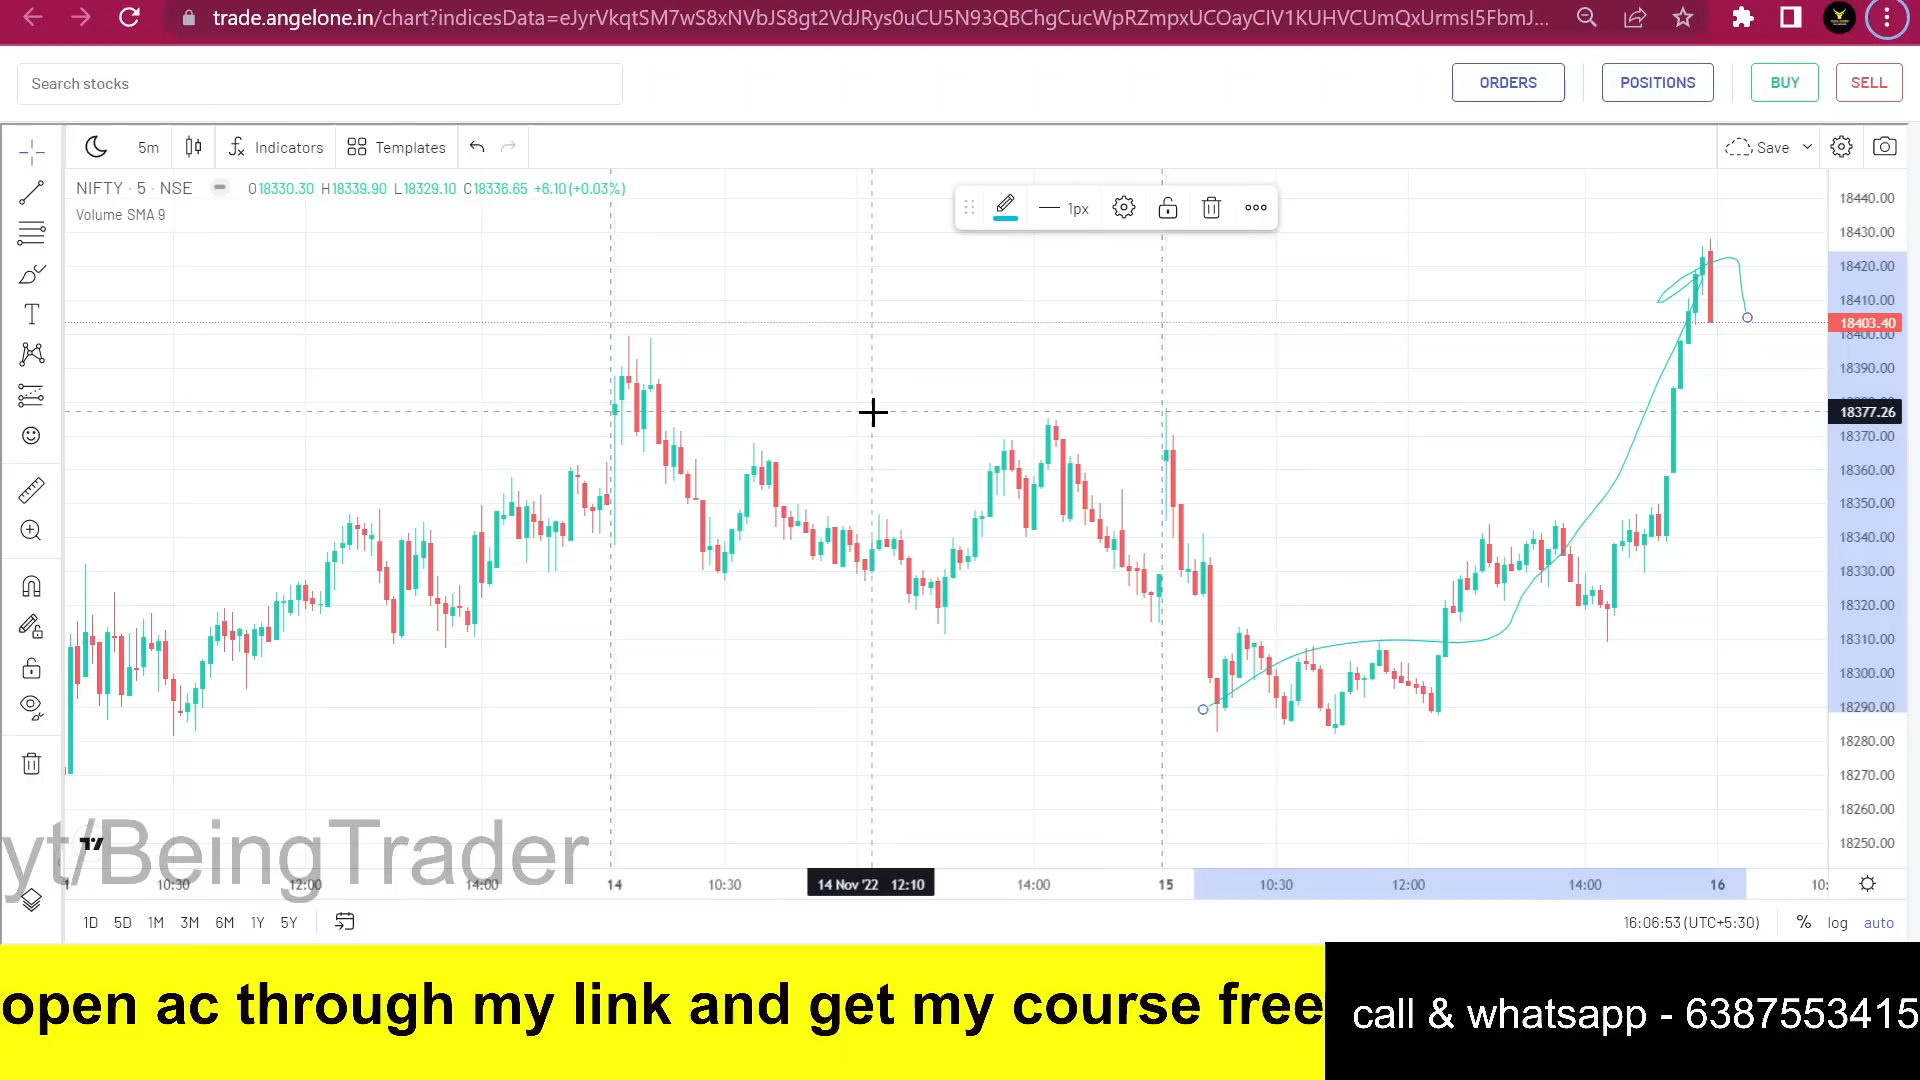 trade.angelone.in/chart?indicesData=eJyrVkqtSM7wS8xNVbJS8gt2VdJRys0uCU5N93QBChgCucWpRZmpxUCOayCIV1KUHVCUmQxUrmsI5FbmJ...
Search stocks
ORDERS POSITIONS BUY SELL
5m Indicators Templates Save
NIFTY · 5 · NSE O18330.30 H18339.90 L18329.10 C18336.65 +6.10 (+0.03%)
1px
Volume SMA 9
18440.00
18430.00
18420.00
18410.00
18403.40
18400.00
18390.00
18377.26
18370.00
18360.00
18350.00
18340.00
18330.00
18320.00
18310.00
18300.00
18290.00
18280.00
18270.00
18260.00
18250.00
yt/BeingTrader
10:30 12:00 14:00 14 10:30 14 Nov '22 12:10 14:00 15 10:30 12:00 14:00 16 10:
1D 5D 1M 3M 6M 1Y 5Y 16:06:53 (UTC+5:30) % log auto
open ac through my link and get my course free
call & whatsapp - 6387553415